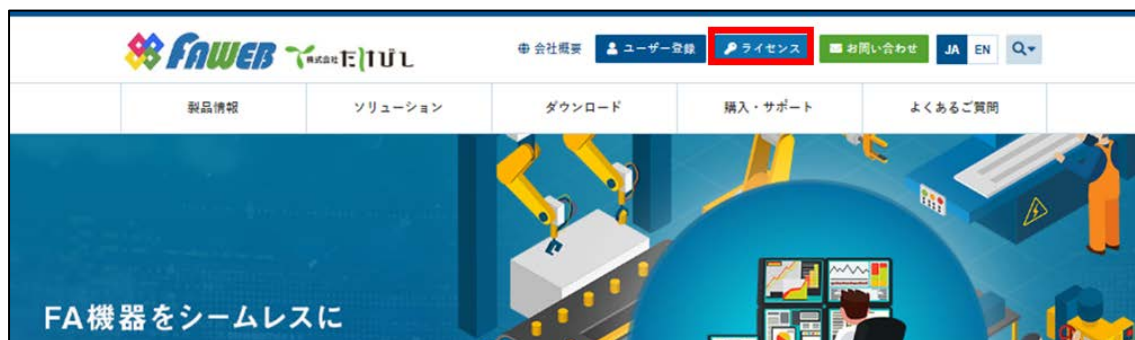 FAWEB 株式会社たけびし 会社概要 ユーザー登録 ライセンス お問い合わせ JA EN
製品情報 ソリューション ダウンロード 購入・サポート よくあるご質問
FA機器をシームレスに